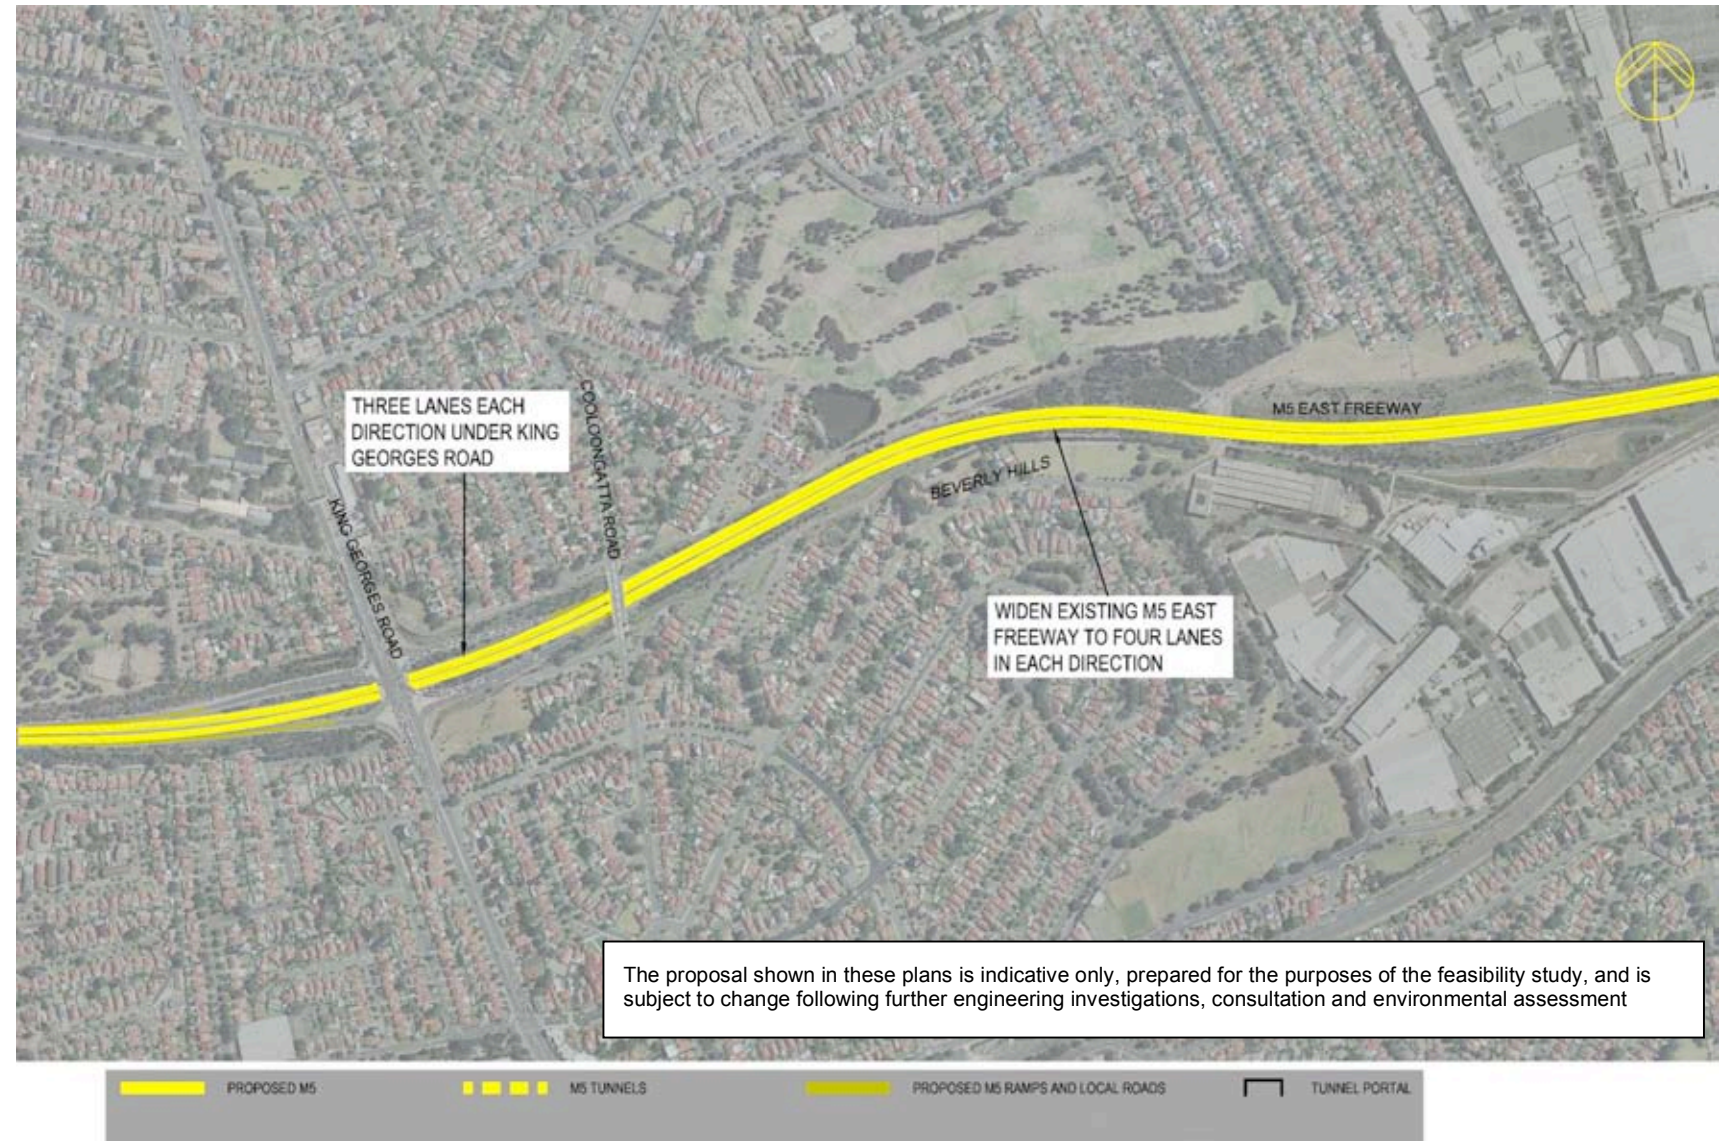 THREE LANES EACH
DIRECTION UNDER KING
GEORGES ROAD
COOLOONGATTA ROAD
KING GEORGES ROAD
M5 EAST FREEWAY
BEVERLY HILLS
WIDEN EXISTING M5 EAST
FREEWAY TO FOUR LANES
IN EACH DIRECTION
The proposal shown in these plans is indicative only, prepared for the purposes of the feasibility study, and is
subject to change following further engineering investigations, consultation and environmental assessment
PROPOSED M5
M5 TUNNELS
PROPOSED M5 RAMPS AND LOCAL ROADS
TUNNEL PORTAL